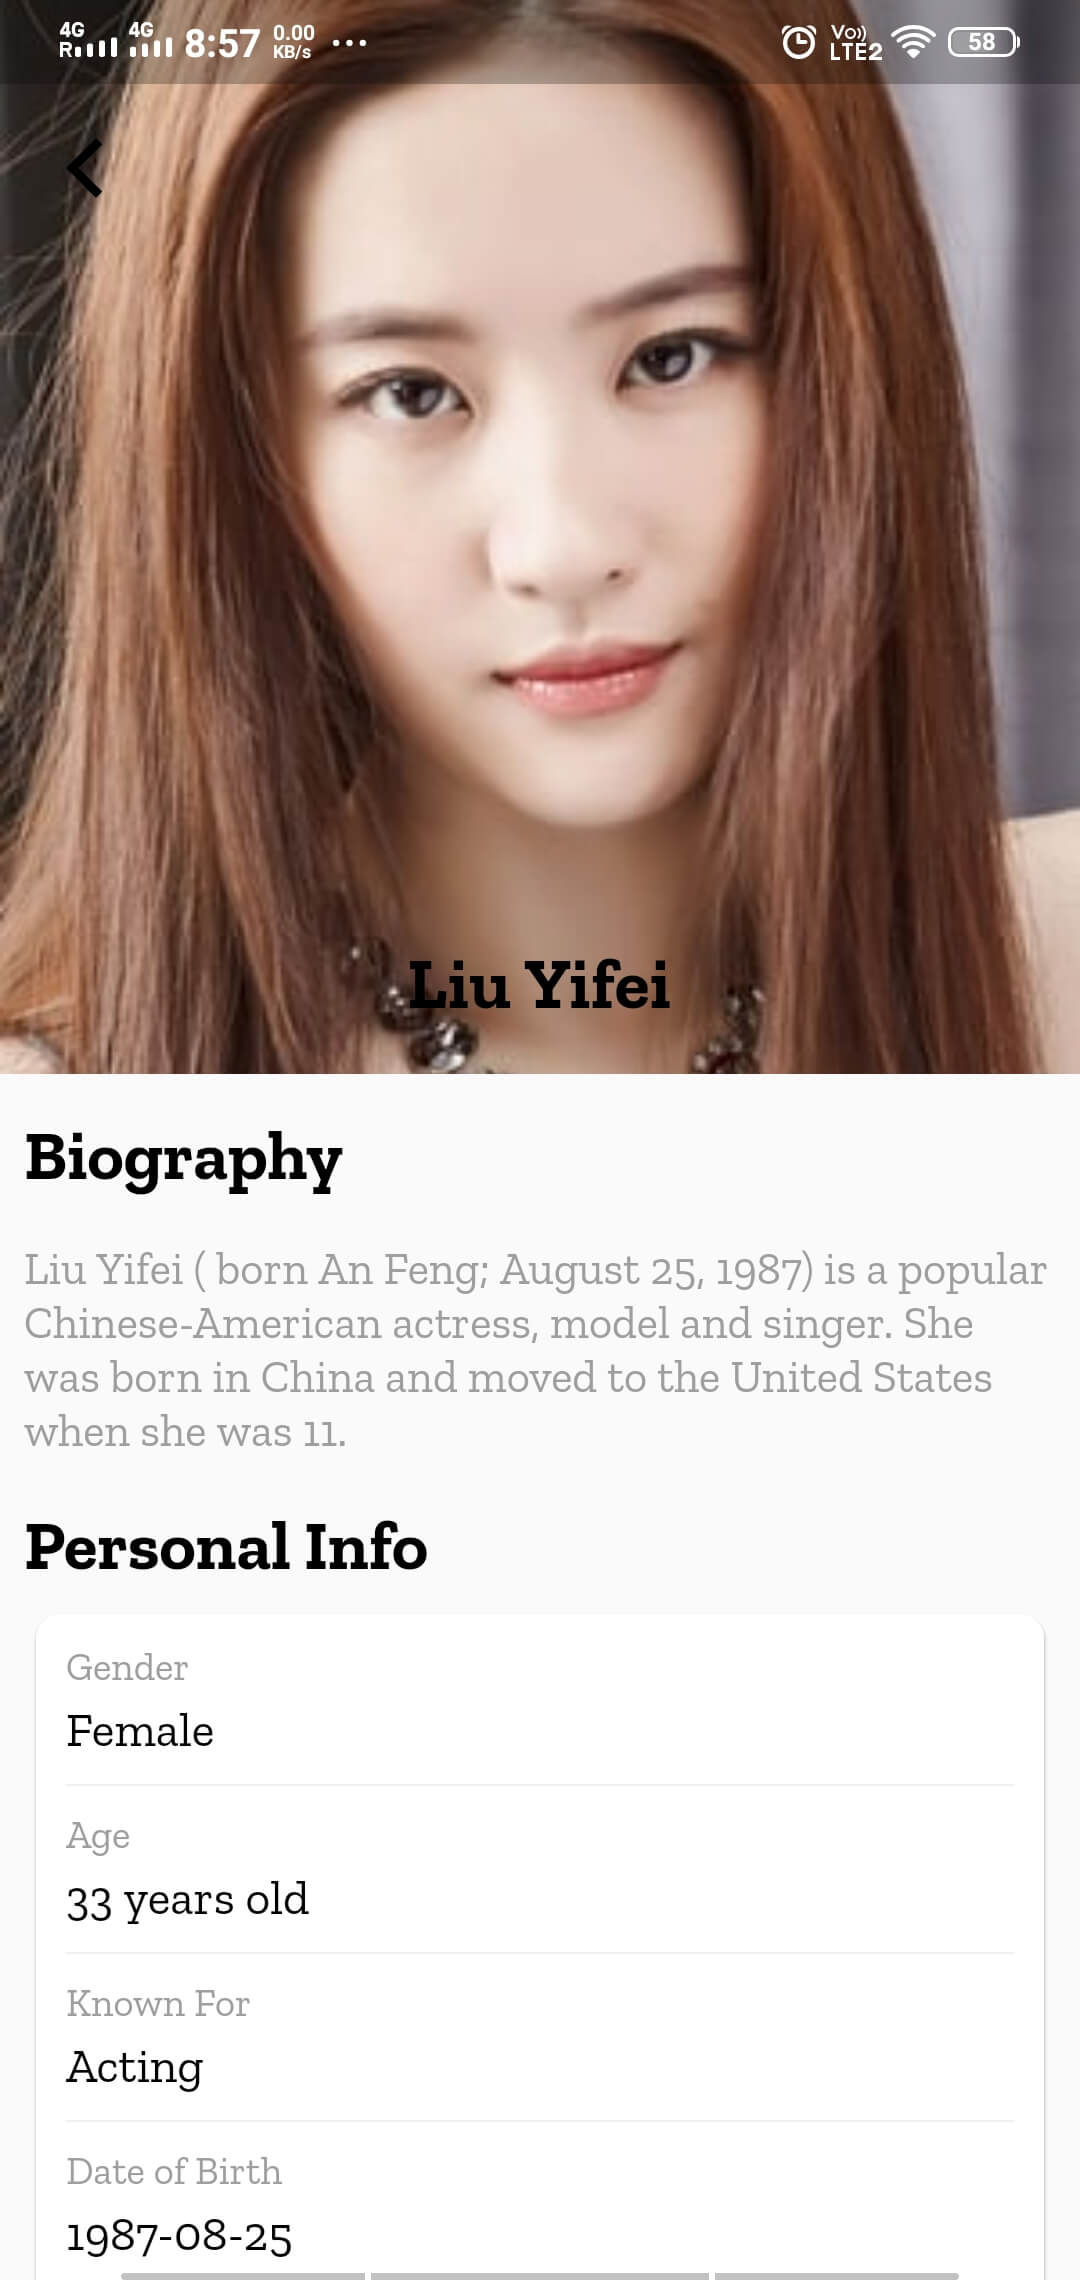 4G 4G 8:57 0.00 KB/s ... Vo)) LTE2 58
R
Liu Yifei
Biography
Liu Yifei ( born An Feng; August 25, 1987) is a popular
Chinese-American actress, model and singer. She
was born in China and moved to the United States
when she was 11.
Personal Info
Gender
Female
Age
33 years old
Known For
Acting
Date of Birth
1987-08-25